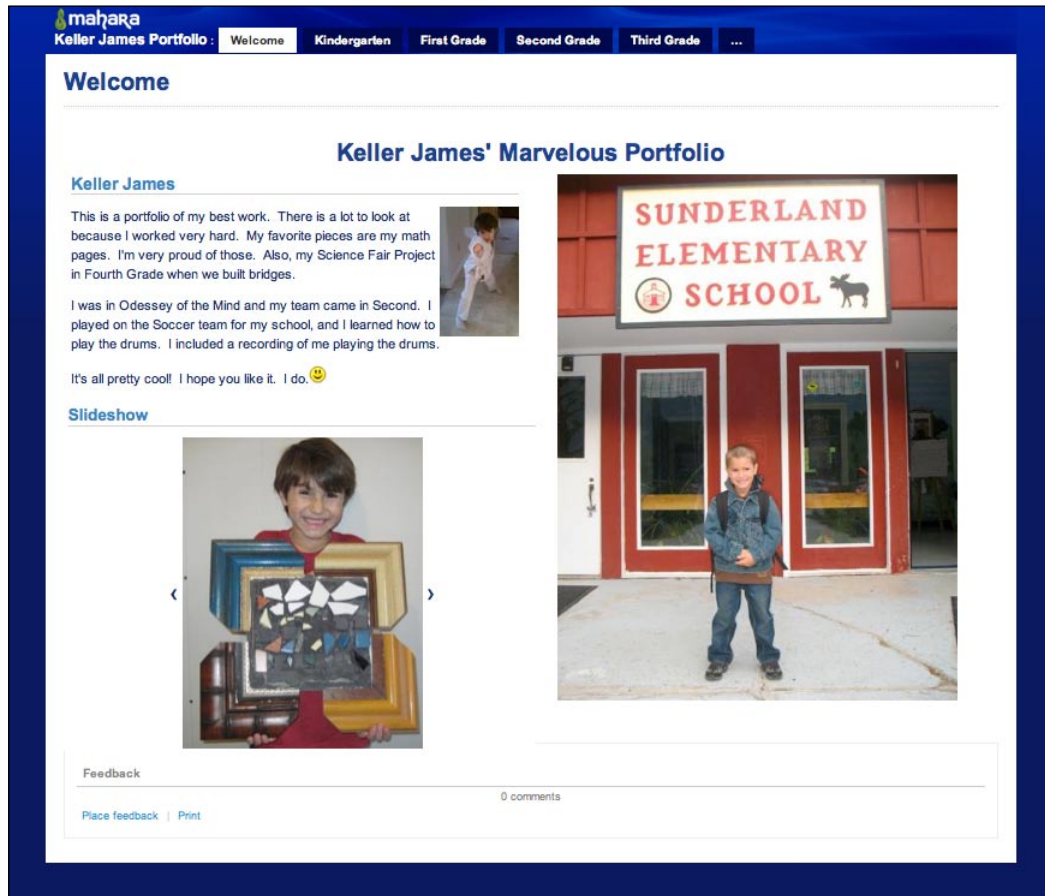 mahara
Keller James Portfolio : Welcome Kindergarten First Grade Second Grade Third Grade ...
Welcome
Keller James' Marvelous Portfolio
Keller James
This is a portfolio of my best work. There is a lot to look at
because I worked very hard. My favorite pieces are my math
pages. I'm very proud of those. Also, my Science Fair Project
in Fourth Grade when we built bridges.
I was in Odessey of the Mind and my team came in Second. I
played on the Soccer team for my school, and I learned how to
play the drums. I included a recording of me playing the drums.
It's all pretty cool! I hope you like it. I do.
Slideshow
SUNDERLAND
ELEMENTARY
SCHOOL
Feedback
0 comments
Place feedback | Print